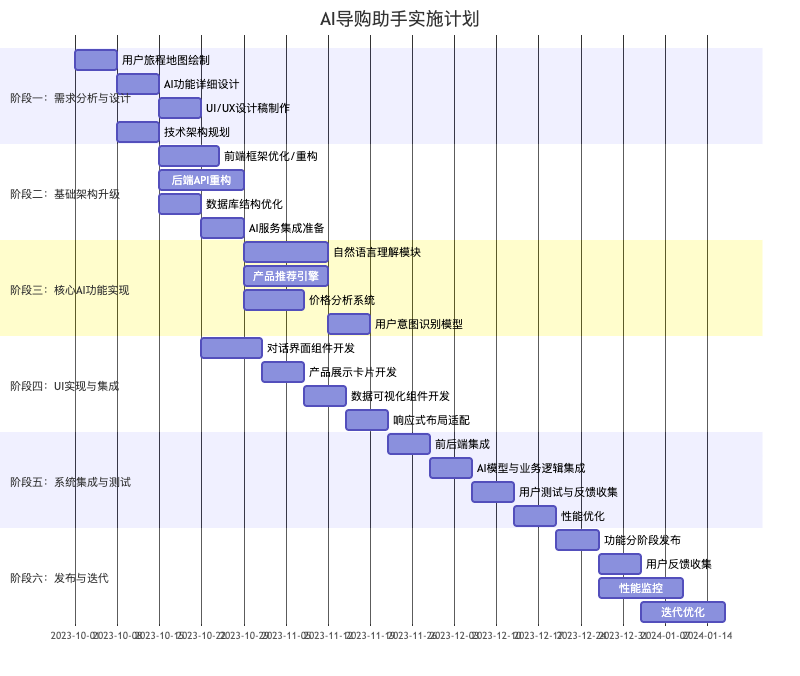 AI导购助手实施计划
用户旅程地图绘制
AI功能详细设计
阶段一：需求分析与设计
UI/UX设计稿制作
技术架构规划
前端框架优化/重构
后端API重构
阶段二：基础架构升级
数据库结构优化
AI服务集成准备
自然语言理解模块
产品推荐引擎
阶段三：核心AI功能实现
价格分析系统
用户意图识别模型
对话界面组件开发
产品展示卡片开发
阶段四：UI实现与集成
数据可视化组件开发
响应式布局适配
前后端集成
AI模型与业务逻辑集成
阶段五：系统集成与测试
用户测试与反馈收集
性能优化
功能分阶段发布
用户反馈收集
阶段六：发布与迭代
性能监控
迭代优化
2023-10-01 2023-10-08 2023-10-15 2023-10-22 2023-10-29 2023-11-05 2023-11-12 2023-11-19 2023-11-26 2023-12-03 2023-12-10 2023-12-17 2023-12-24 2023-12-31 2024-01-07 2024-01-14